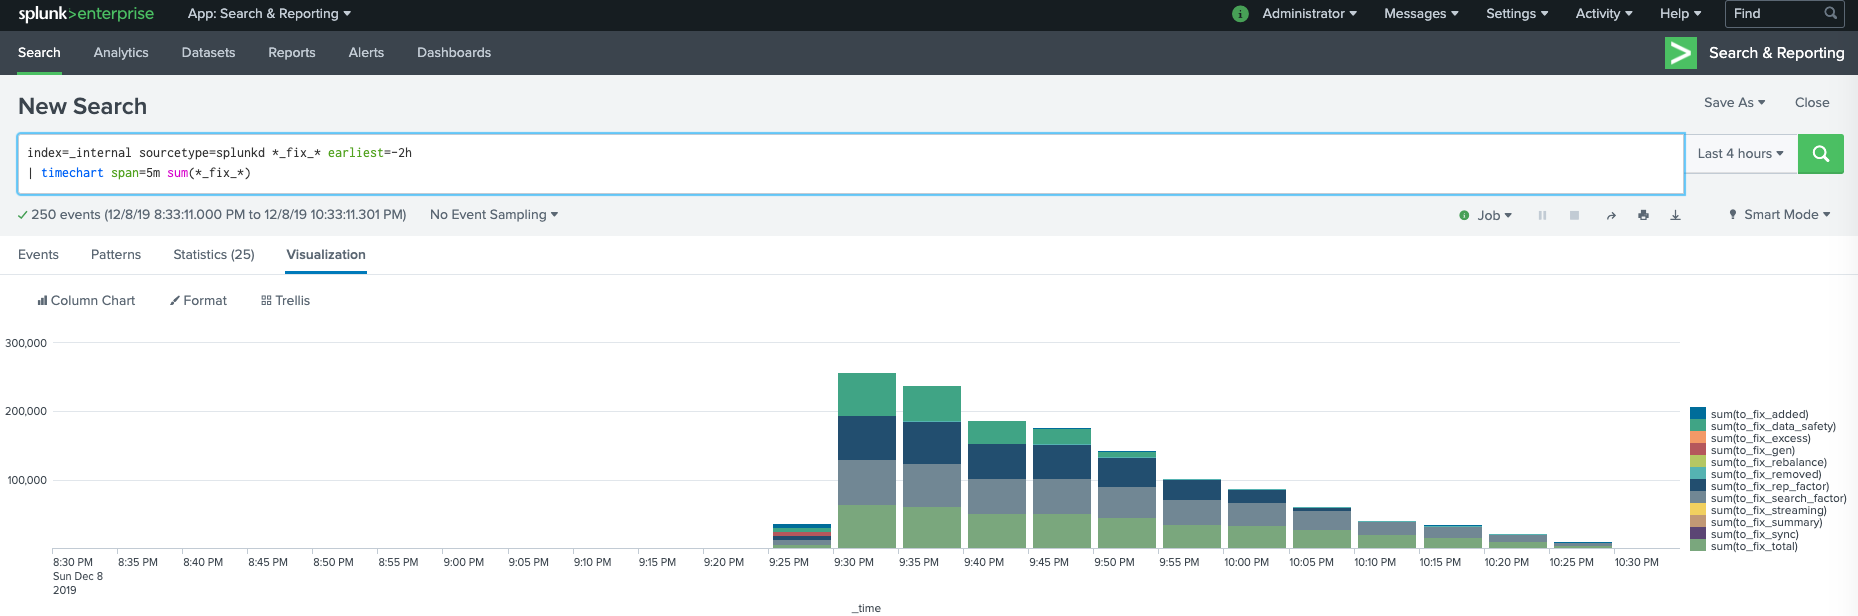 splunk>enterprise App: Search & Reporting ▾ i Administrator ▾ Messages ▾ Settings ▾ Activity ▾ Help ▾ Find
Search Analytics Datasets Reports Alerts Dashboards > Search & Reporting
New Search Save As ▾ Close
index=_internal sourcetype=splunkd *_fix_* earliest=-2h
| timechart span=5m sum(*_fix_*)
Last 4 hours ▾
✓ 250 events (12/8/19 8:33:11.000 PM to 12/8/19 10:33:11.301 PM) No Event Sampling ▾ i Job ▾ Smart Mode ▾
Events Patterns Statistics (25) Visualization
Column Chart Format Trellis
300,000
200,000
100,000
sum(to_fix_added)
sum(to_fix_data_safety)
sum(to_fix_excess)
sum(to_fix_gen)
sum(to_fix_rebalance)
sum(to_fix_removed)
sum(to_fix_rep_factor)
sum(to_fix_search_factor)
sum(to_fix_streaming)
sum(to_fix_summary)
sum(to_fix_sync)
sum(to_fix_total)
8:30 PM 8:35 PM 8:40 PM 8:45 PM 8:50 PM 8:55 PM 9:00 PM 9:05 PM 9:10 PM 9:15 PM 9:20 PM 9:25 PM 9:30 PM 9:35 PM 9:40 PM 9:45 PM 9:50 PM 9:55 PM 10:00 PM 10:05 PM 10:10 PM 10:15 PM 10:20 PM 10:25 PM 10:30 PM
Sun Dec 8
2019
_time